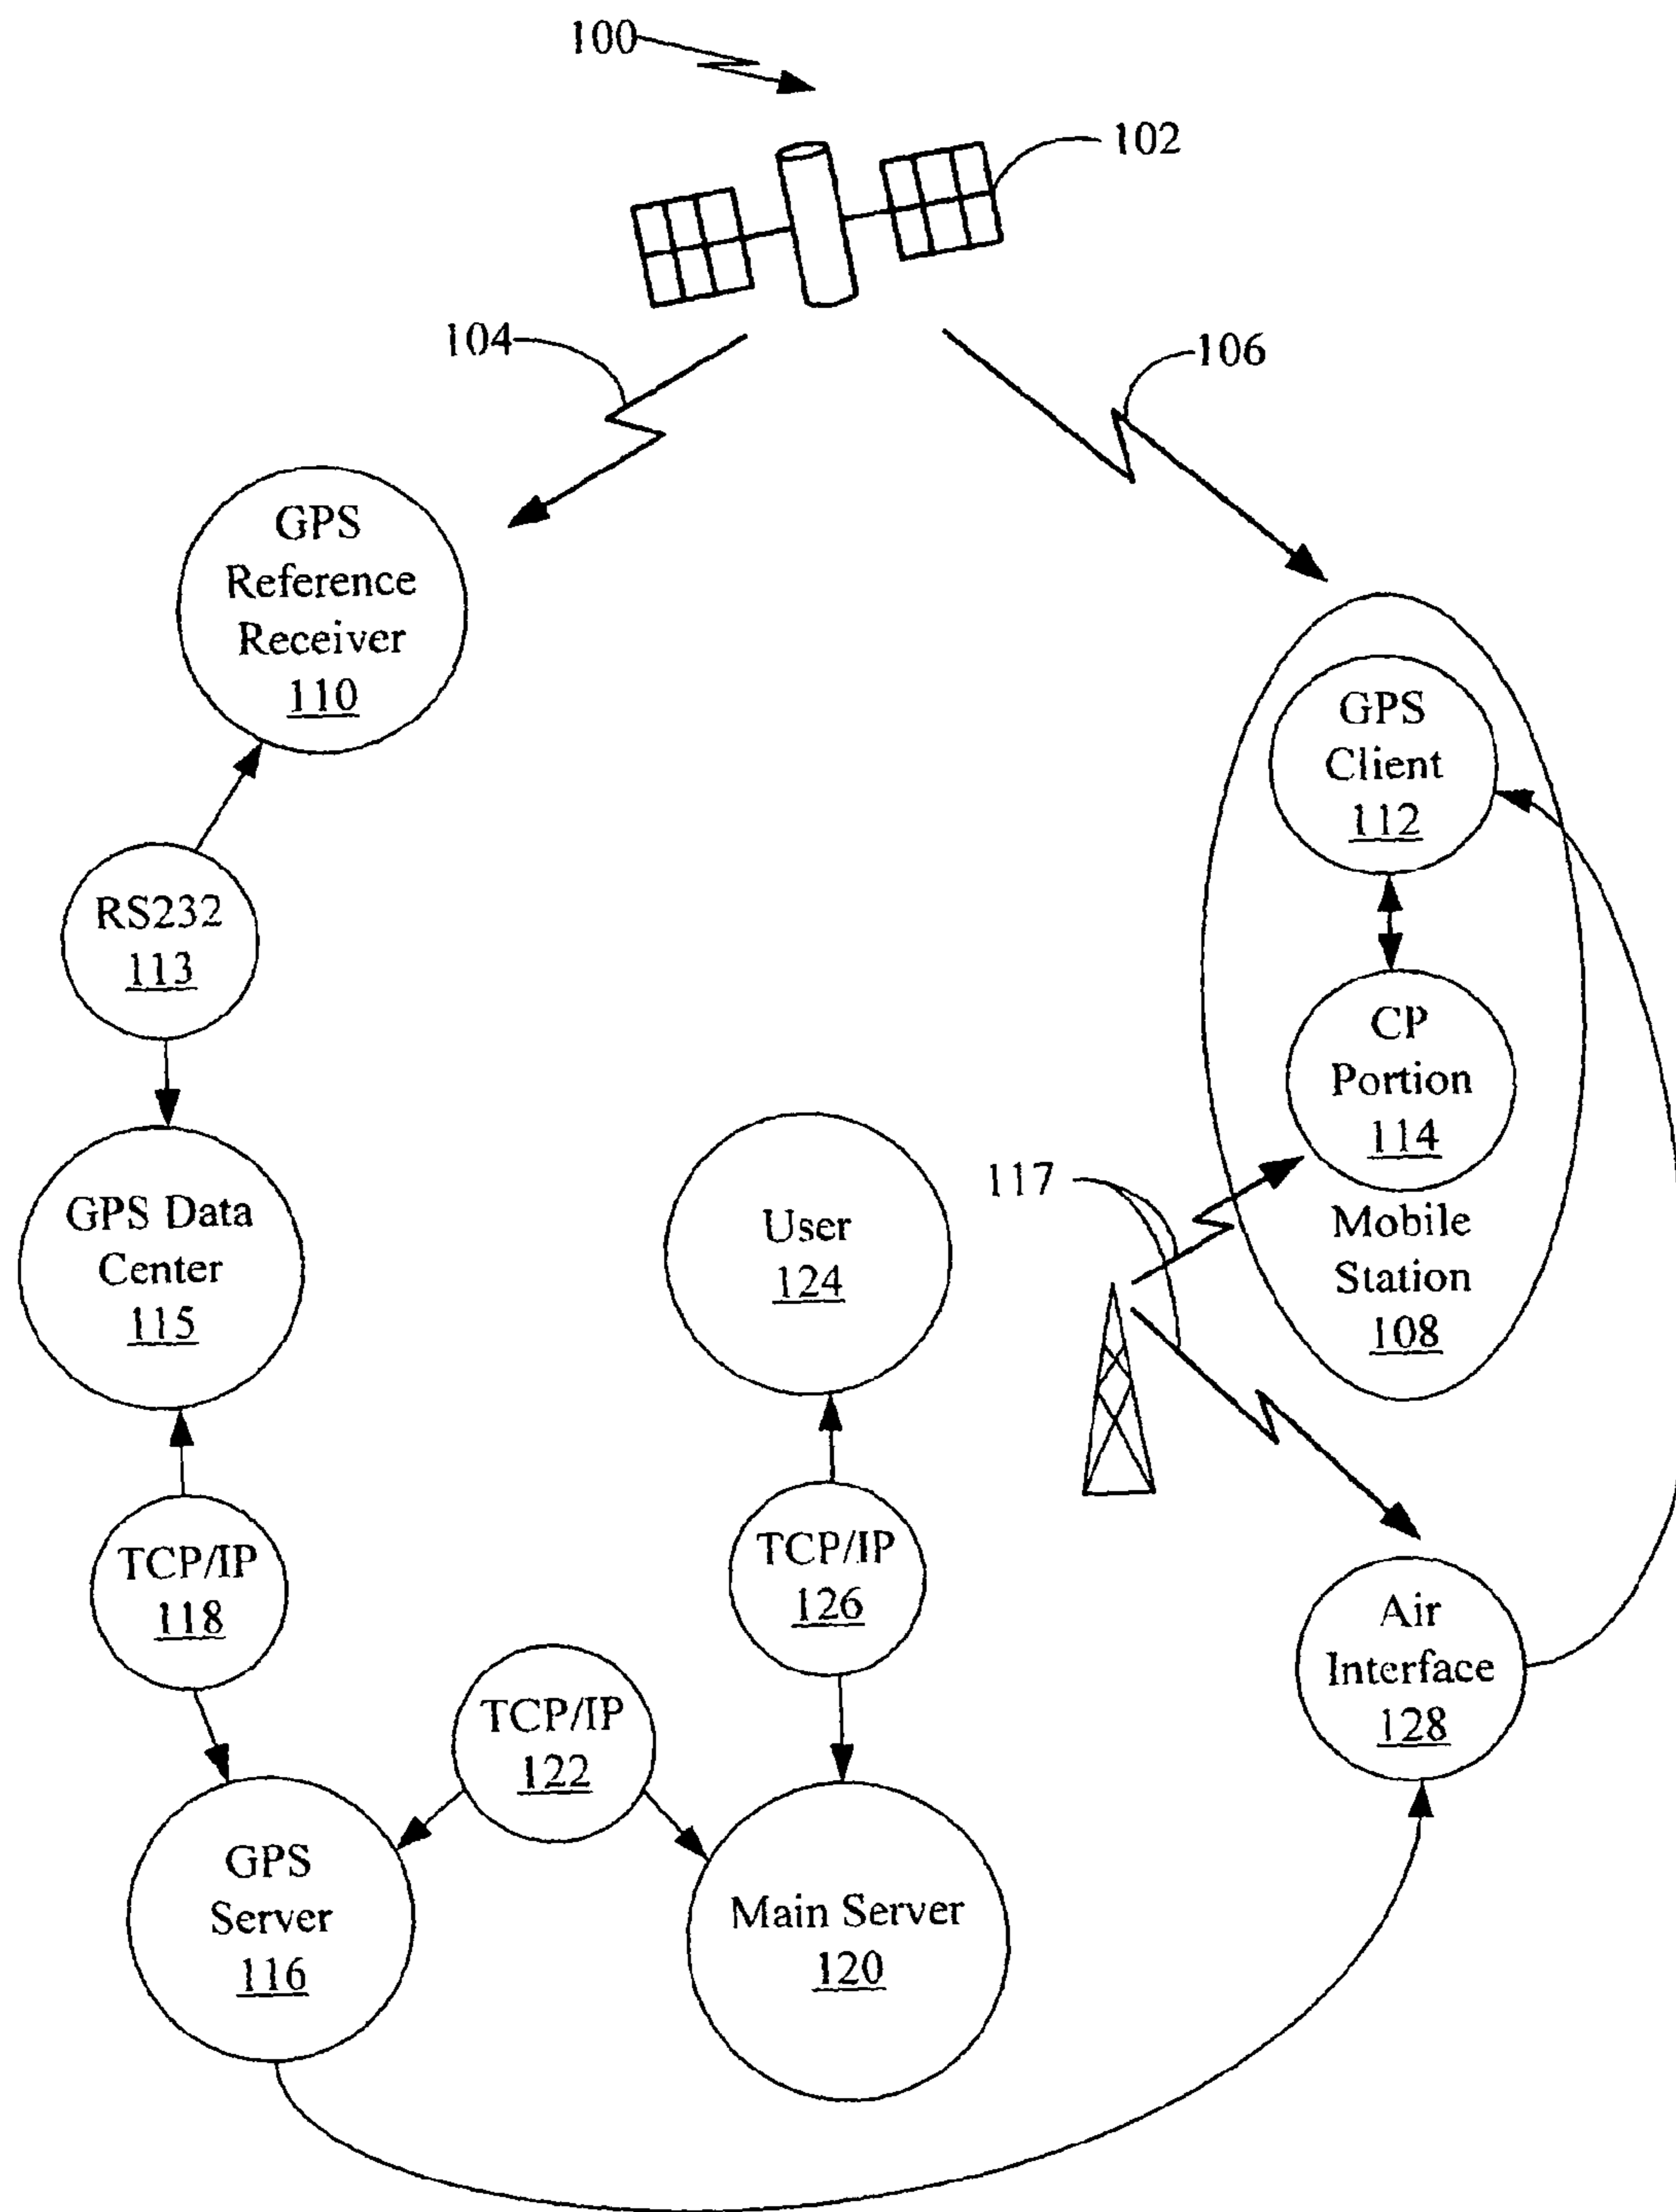 100
102
104
106
GPS
Reference
Receiver
110
GPS
Client
112
RS232
113
CP
Portion
114
Mobile
Station
108
117
GPS Data
Center
115
User
124
TCP/IP
118
TCP/IP
126
TCP/IP
122
Air
Interface
128
GPS
Server
116
Main Server
120